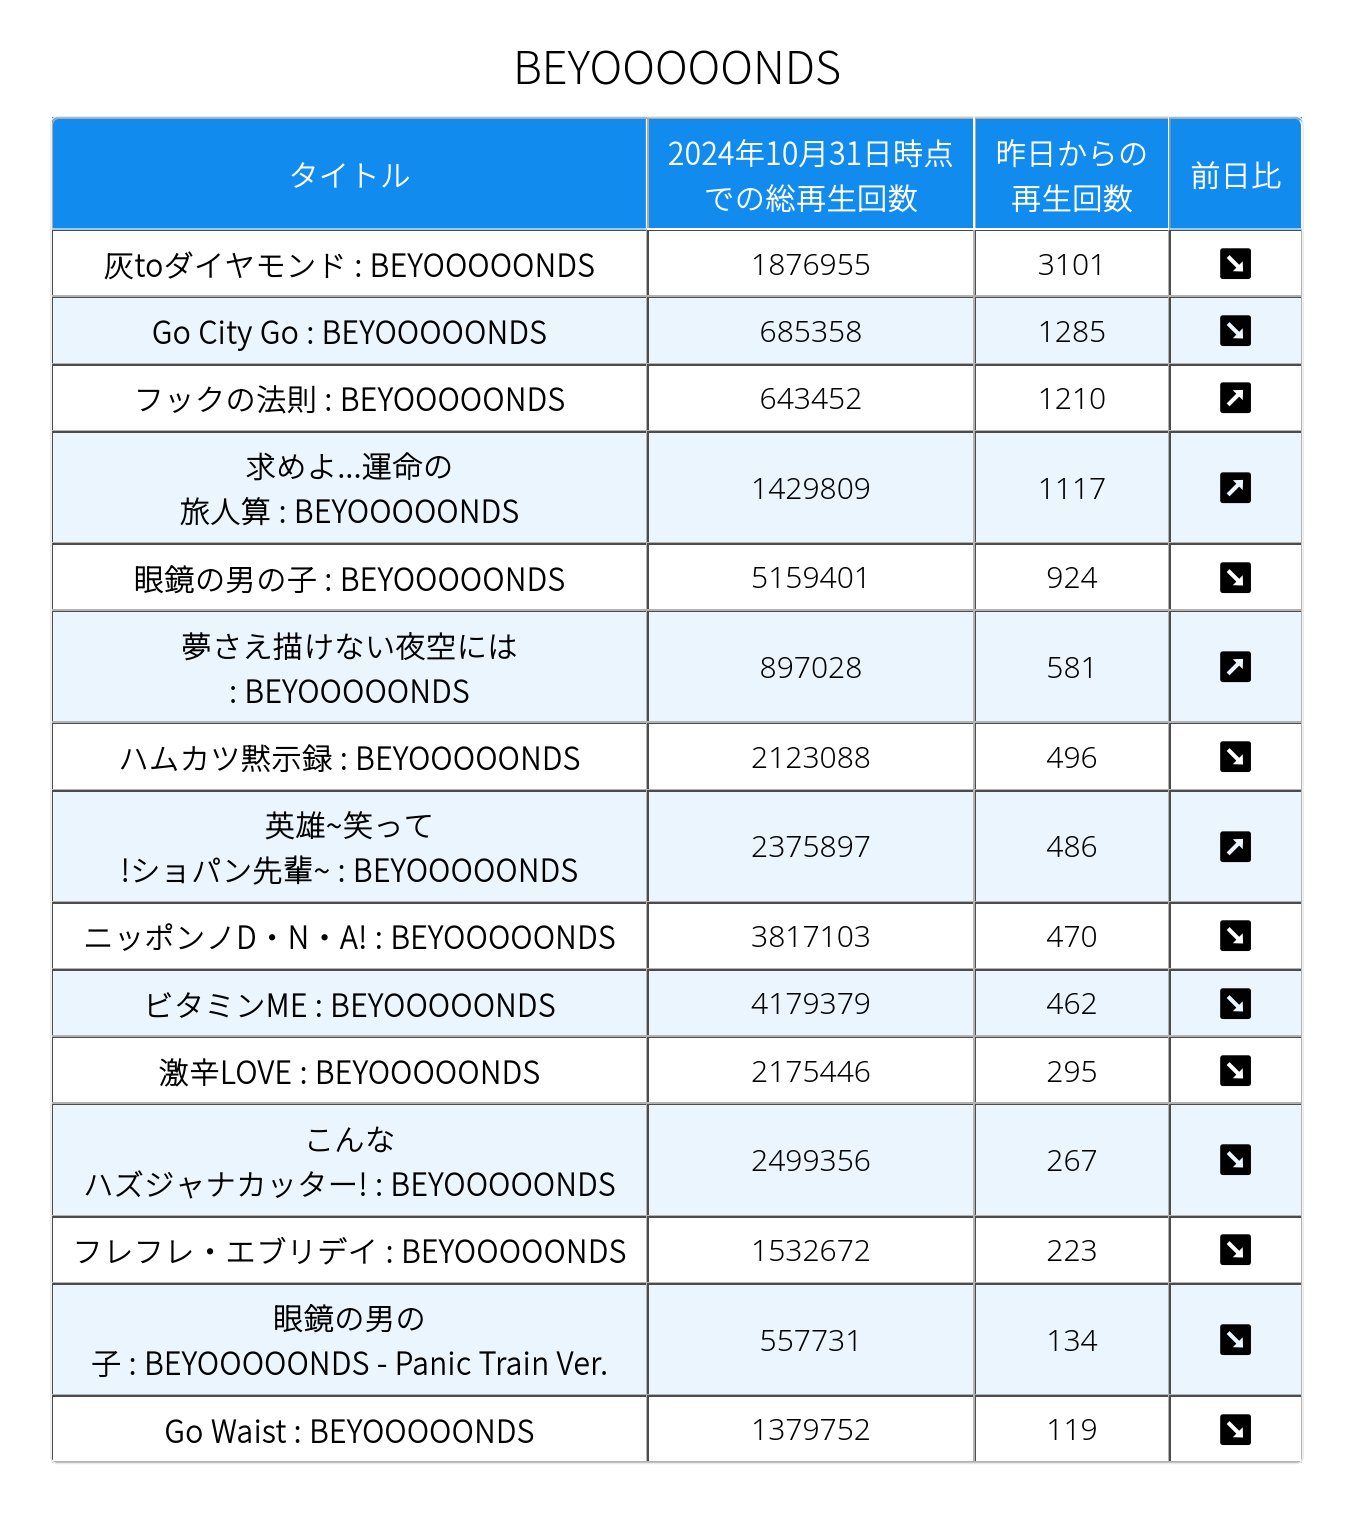 BEYOOOOONDS
タイトル
2024年10月31日時点
での総再生回数
昨日からの
再生回数
前日比
灰toダイヤモンド : BEYOOOOONDS 1876955 3101 ↘
Go City Go : BEYOOOOONDS 685358 1285 ↘
フックの法則 : BEYOOOOONDS 643452 1210 ↗
求めよ...運命の
旅人算 : BEYOOOOONDS 1429809 1117 ↗
眼鏡の男の子 : BEYOOOOONDS 5159401 924 ↘
夢さえ描けない夜空には
: BEYOOOOONDS 897028 581 ↗
ハムカツ黙示録 : BEYOOOOONDS 2123088 496 ↘
英雄~笑って
!ショパン先輩~ : BEYOOOOONDS 2375897 486 ↗
ニッポンノD・N・A! : BEYOOOOONDS 3817103 470 ↘
ビタミンME : BEYOOOOONDS 4179379 462 ↘
激辛LOVE : BEYOOOOONDS 2175446 295 ↘
こんな
ハズジャナカッター! : BEYOOOOONDS 2499356 267 ↘
フレフレ・エブリデイ : BEYOOOOONDS 1532672 223 ↘
眼鏡の男の
子 : BEYOOOOONDS - Panic Train Ver. 557731 134 ↘
Go Waist : BEYOOOOONDS 1379752 119 ↘